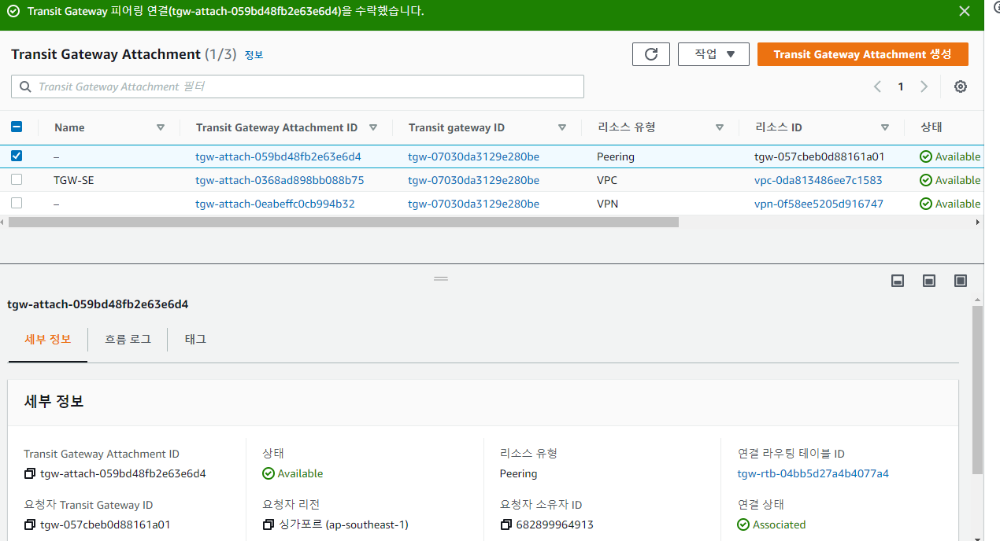 Transit Gateway 피어링 연결(tgw-attach-059bd48fb2e63e6d4)을 수락했습니다.
Transit Gateway Attachment (1/3) 정보
작업
Transit Gateway Attachment 생성
Transit Gateway Attachment 필터
1
Name Transit Gateway Attachment ID Transit gateway ID 리소스 유형 리소스 ID 상태
– tgw-attach-059bd48fb2e63e6d4 tgw-07030da3129e280be Peering tgw-057cbeb0d88161a01 Available
TGW-SE tgw-attach-0368ad898bb088b75 tgw-07030da3129e280be VPC vpc-0da813486ee7c1583 Available
– tgw-attach-0eabeffc0cb994b32 tgw-07030da3129e280be VPN vpn-0f58ee5205d916747 Available
tgw-attach-059bd48fb2e63e6d4
세부 정보 흐름 로그 태그
세부 정보
Transit Gateway Attachment ID 상태 리소스 유형 연결 라우팅 테이블 ID
tgw-attach-059bd48fb2e63e6d4 Available Peering tgw-rtb-04bb5d27a4b4077a4
요청자 Transit Gateway ID 요청자 리전 요청자 소유자 ID 연결 상태
tgw-057cbeb0d88161a01 싱가포르 (ap-southeast-1) 682899964913 Associated